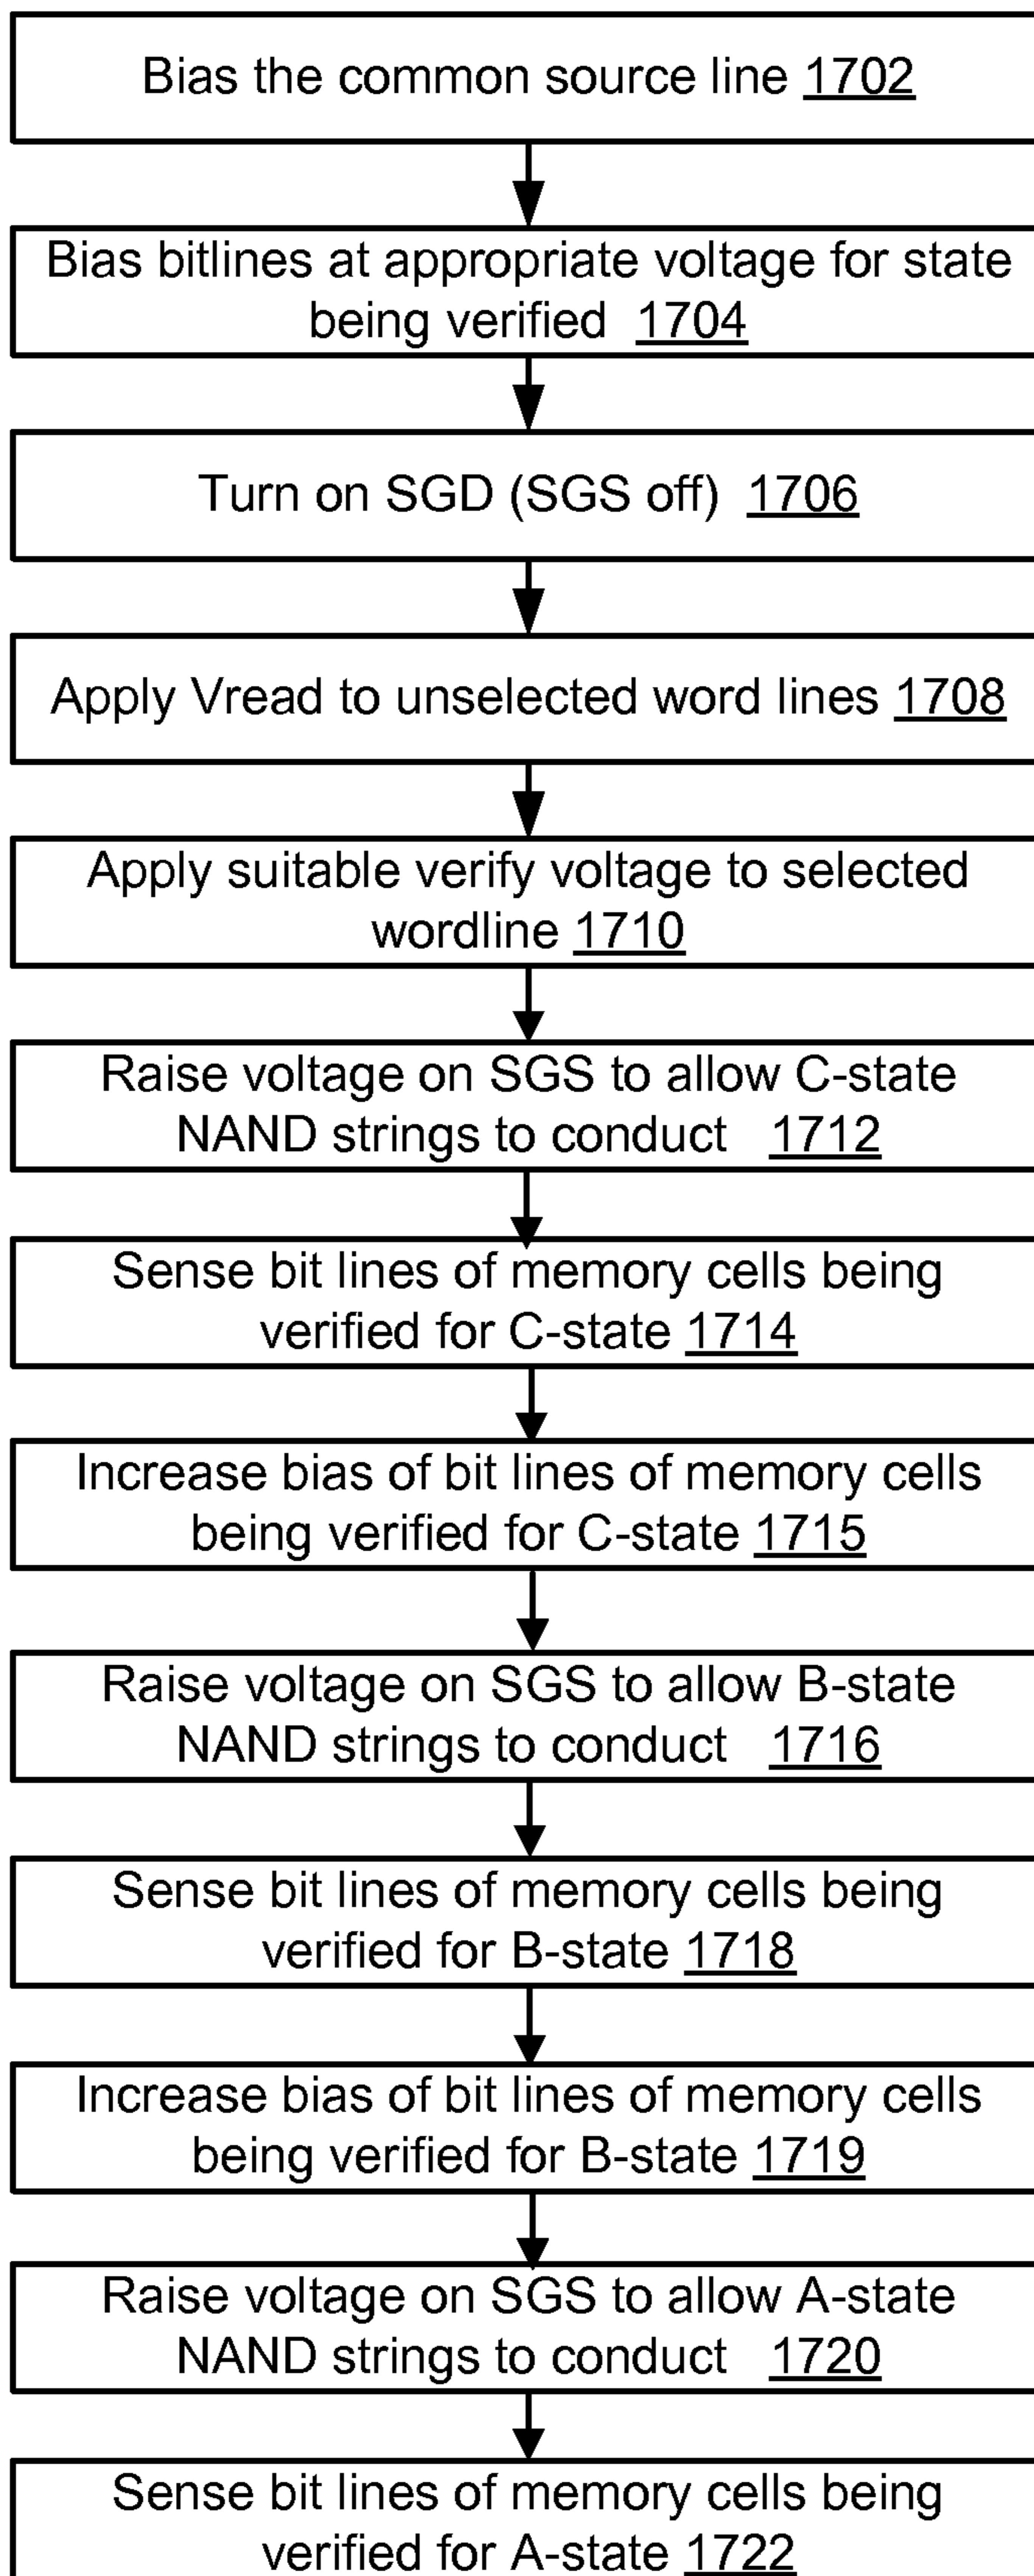 Bias the common source line 1702
Bias bitlines at appropriate voltage for state
being verified 1704
Turn on SGD (SGS off) 1706
Apply Vread to unselected word lines 1708
Apply suitable verify voltage to selected
wordline 1710
Raise voltage on SGS to allow C-state
NAND strings to conduct 1712
Sense bit lines of memory cells being
verified for C-state 1714
Increase bias of bit lines of memory cells
being verified for C-state 1715
Raise voltage on SGS to allow B-state
NAND strings to conduct 1716
Sense bit lines of memory cells being
verified for B-state 1718
Increase bias of bit lines of memory cells
being verified for B-state 1719
Raise voltage on SGS to allow A-state
NAND strings to conduct 1720
Sense bit lines of memory cells being
verified for A-state 1722